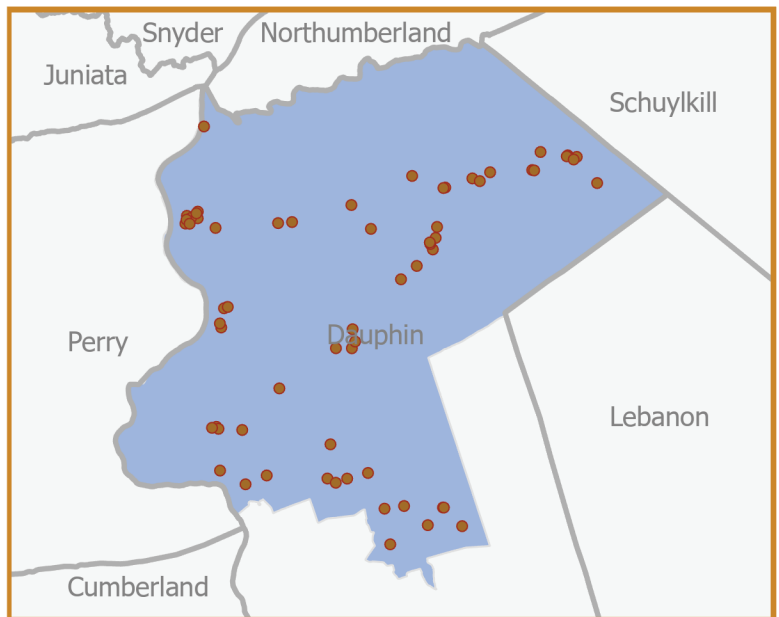 Snyder
Northumberland
Juniata
Schuylkill
Perry
Dauphin
Lebanon
Cumberland